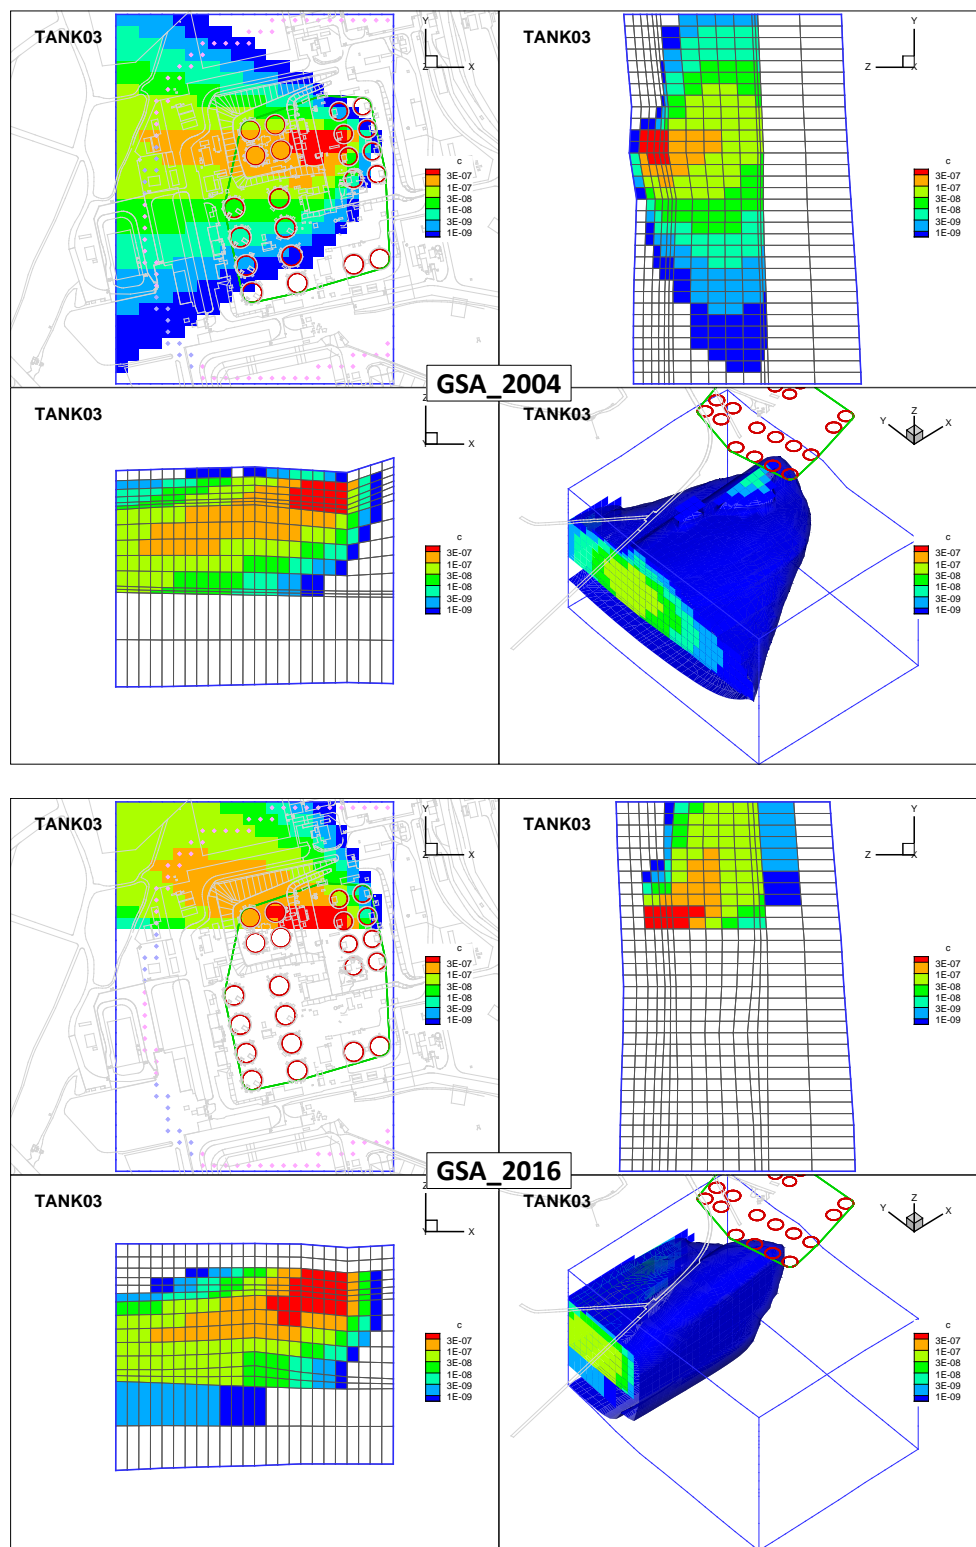 TANK03
Y
Z
X
c
3E-07
1E-07
3E-08
1E-08
3E-09
1E-09
TANK03
Y
Z
X
c
3E-07
1E-07
3E-08
1E-08
3E-09
1E-09
GSA_2004
TANK03
Z
Y
X
c
3E-07
1E-07
3E-08
1E-08
3E-09
1E-09
TANK03
Z
Y
X
c
3E-07
1E-07
3E-08
1E-08
3E-09
1E-09
TANK03
Y
Z
X
c
3E-07
1E-07
3E-08
1E-08
3E-09
1E-09
TANK03
Y
Z
X
c
3E-07
1E-07
3E-08
1E-08
3E-09
1E-09
GSA_2016
TANK03
Z
Y
X
c
3E-07
1E-07
3E-08
1E-08
3E-09
1E-09
TANK03
Z
Y
X
c
3E-07
1E-07
3E-08
1E-08
3E-09
1E-09